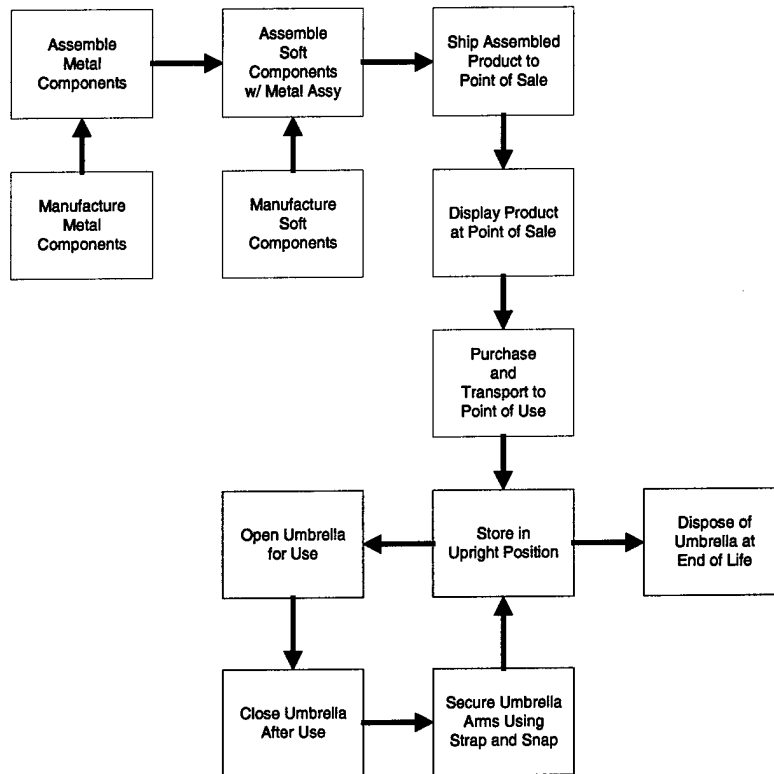 Assemble
Metal
Components
Assemble
Soft
Components
w/ Metal Assy
Ship Assembled
Product to
Point of Sale
Manufacture
Metal
Components
Manufacture
Soft
Components
Display Product
at Point of Sale
Purchase
and
Transport to
Point of Use
Open Umbrella
for Use
Store in
Upright Position
Dispose of
Umbrella at
End of Life
Close Umbrella
After Use
Secure Umbrella
Arms Using
Strap and Snap